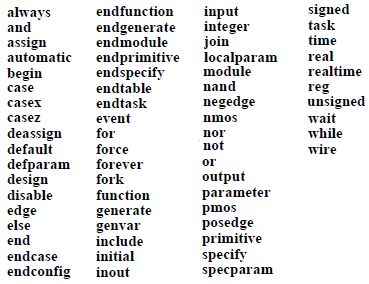 always
and
assign
automatic
begin
case
casex
casez
deassign
default
defparam
design
disable
edge
else
end
endcase
endconfig
endfunction
endgenerate
endmodule
endprimitive
endspecify
endtable
endtask
event
for
force
forever
fork
function
generate
genvar
include
initial
inout
input
integer
join
localparam
module
nand
negedge
nmos
nor
not
or
output
parameter
pmos
posedge
primitive
specify
specparam
signed
task
time
real
realtime
reg
unsigned
wait
while
wire